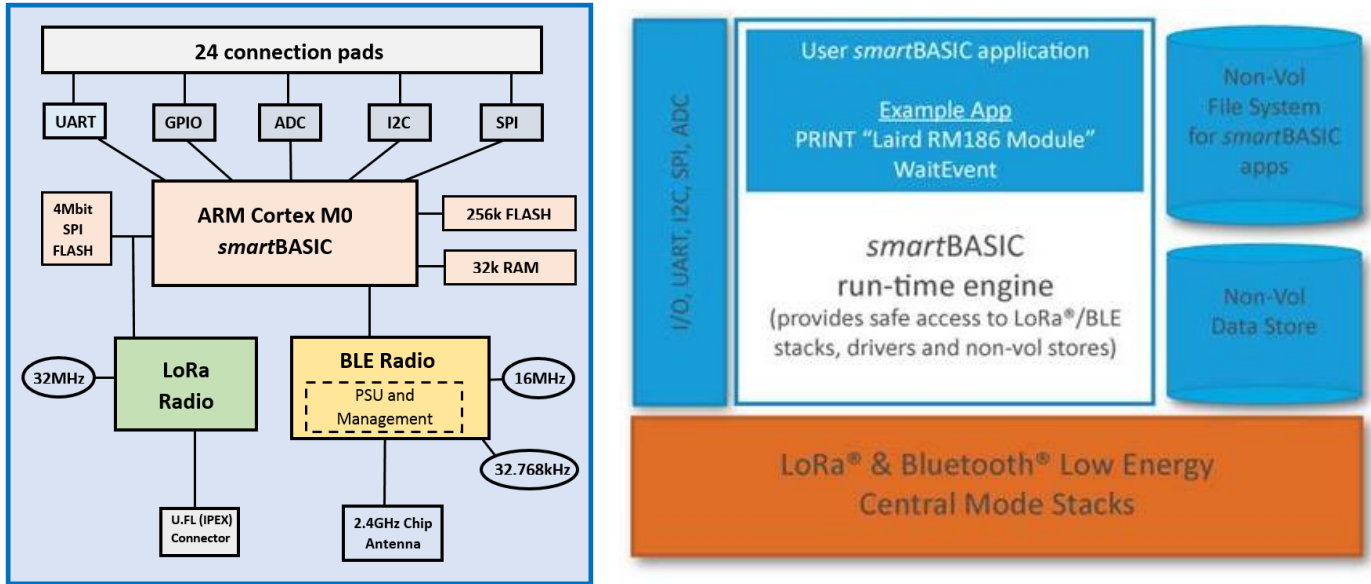 24 connection pads
UART
GPIO
ADC
I2C
SPI
4Mbit
SPI
FLASH
ARM Cortex M0
smartBASIC
256k FLASH
32k RAM
32MHz
LoRa
Radio
BLE Radio
PSU and
Management
16MHz
32.768kHz
U.FL (IPEX)
Connector
2.4GHz Chip
Antenna
I/O, UART, I2C, SPI, ADC
User smartBASIC application
Example App
PRINT “Laird RM186 Module”
WaitEvent
smartBASIC
run-time engine
(provides safe access to LoRa®/BLE
stacks, drivers and non-vol stores)
Non-Vol
File System
for smartBASIC
apps
Non-Vol
Data Store
LoRa® & Bluetooth® Low Energy
Central Mode Stacks